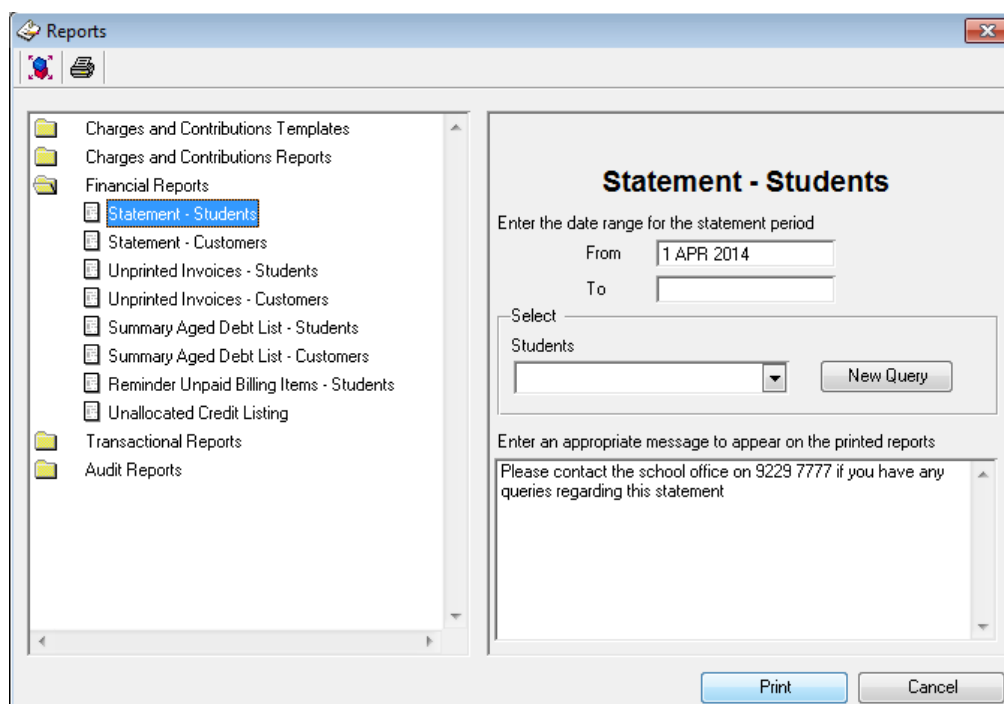 Reports
Charges and Contributions Templates
Charges and Contributions Reports
Financial Reports
Statement - Students
Statement - Customers
Unprinted Invoices - Students
Unprinted Invoices - Customers
Summary Aged Debt List - Students
Summary Aged Debt List - Customers
Reminder Unpaid Billing Items - Students
Unallocated Credit Listing
Transactional Reports
Audit Reports
Statement - Students
Enter the date range for the statement period
From 1 APR 2014
To
Select
Students
New Query
Enter an appropriate message to appear on the printed reports
Please contact the school office on 9229 7777 if you have any
queries regarding this statement
Print Cancel